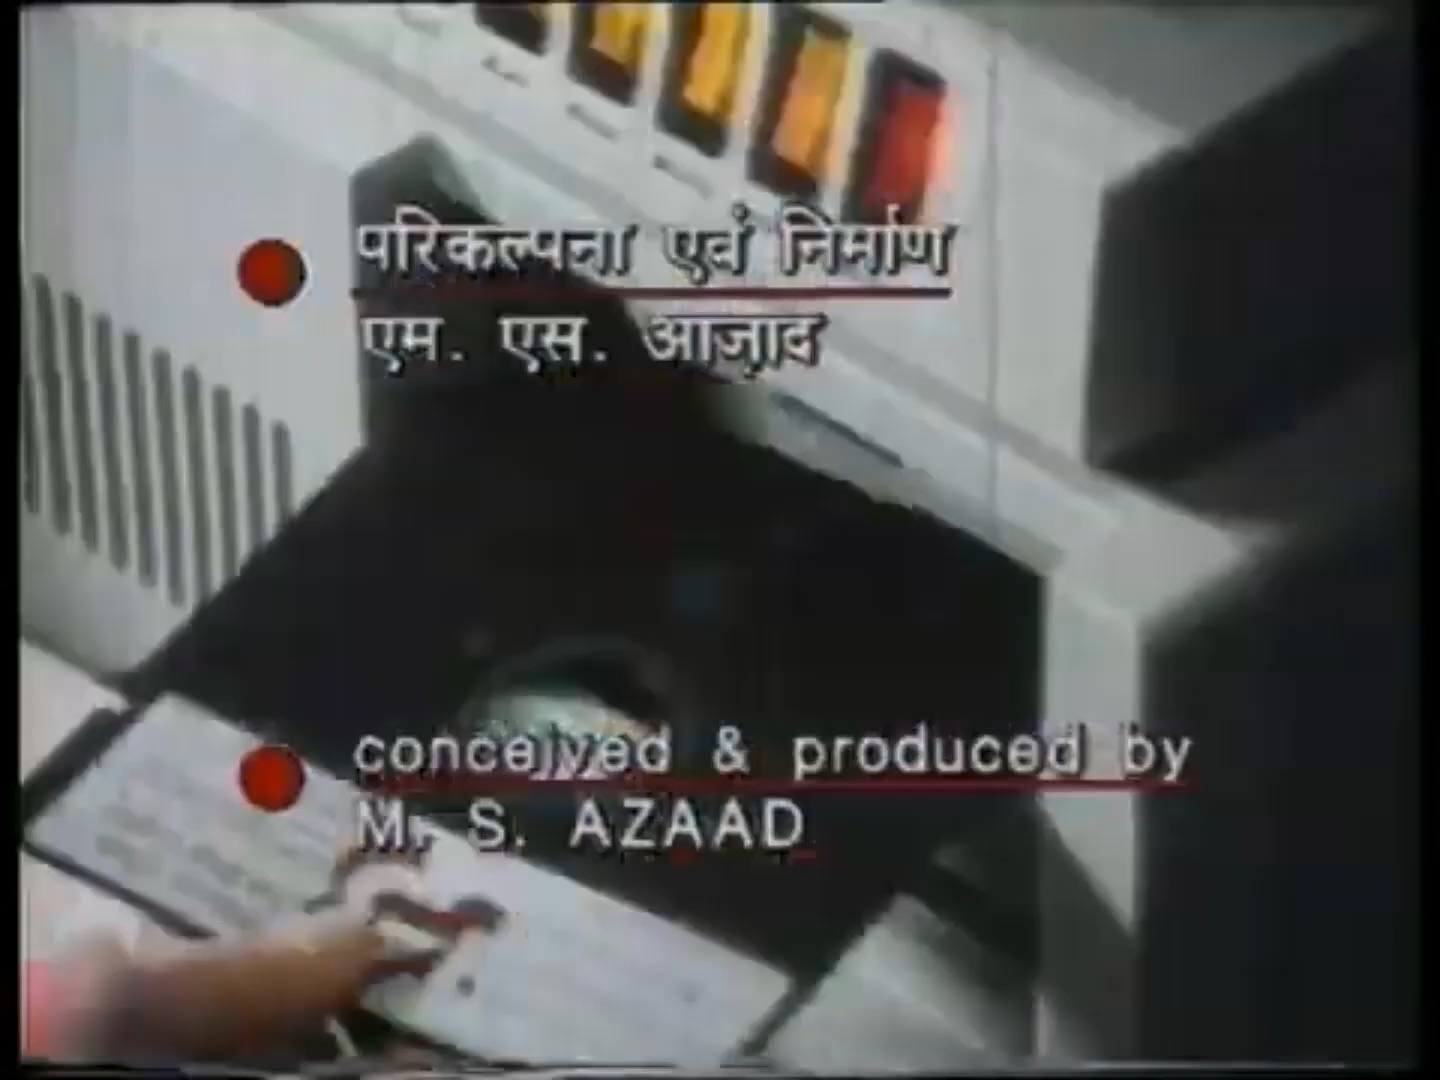 परिकल्पना एवं निर्माण
एम. एस. आज़ाद
conceived & produced by
M. S. AZAAD